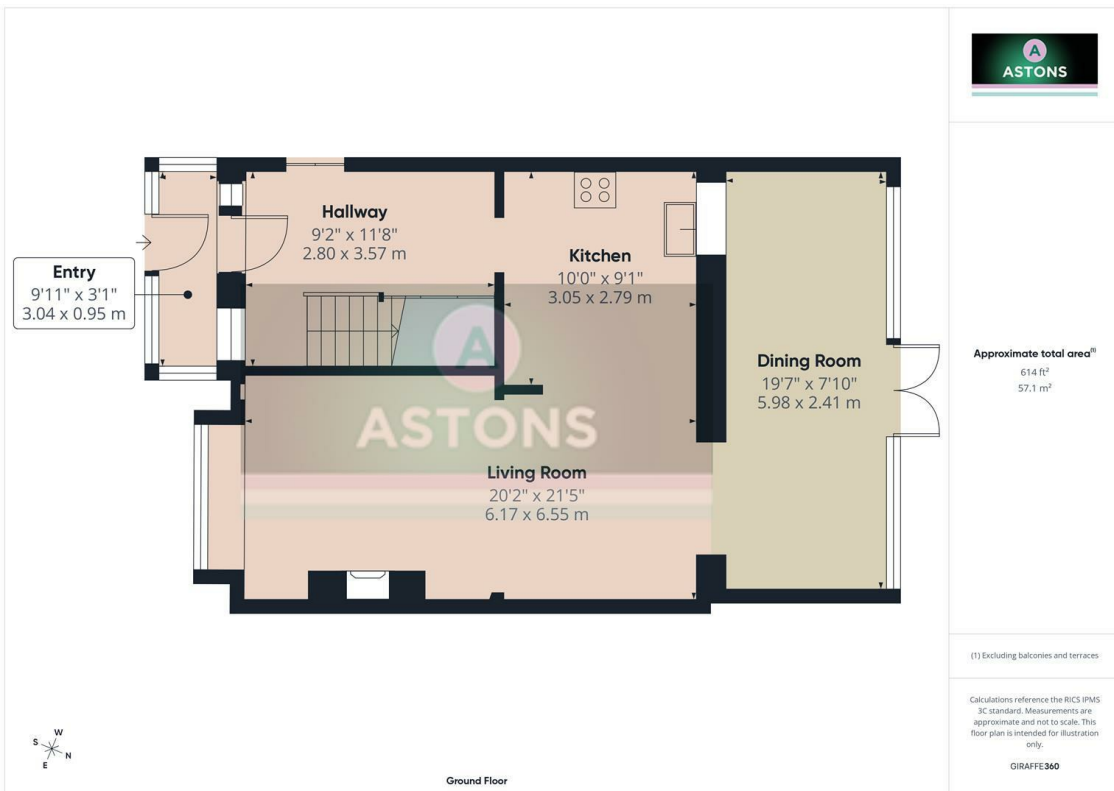 A
ASTONS
Hallway
9'2" x 11'8"
2.80 x 3.57 m
Kitchen
10'0" x 9'1"
3.05 x 2.79 m
Entry
9'11" x 3'1"
3.04 x 0.95 m
Dining Room
19'7" x 7'10"
5.98 x 2.41 m
A
ASTONS
Living Room
20'2" x 21'5"
6.17 x 6.55 m
Approximate total area(1)
614 ft²
57.1 m²
(1) Excluding balconies and terraces
Calculations reference the RICS IPMS
3C standard. Measurements are
approximate and not to scale. This
floor plan is intended for illustration
only.
GIRAFFE360
W
S
N
E
Ground Floor